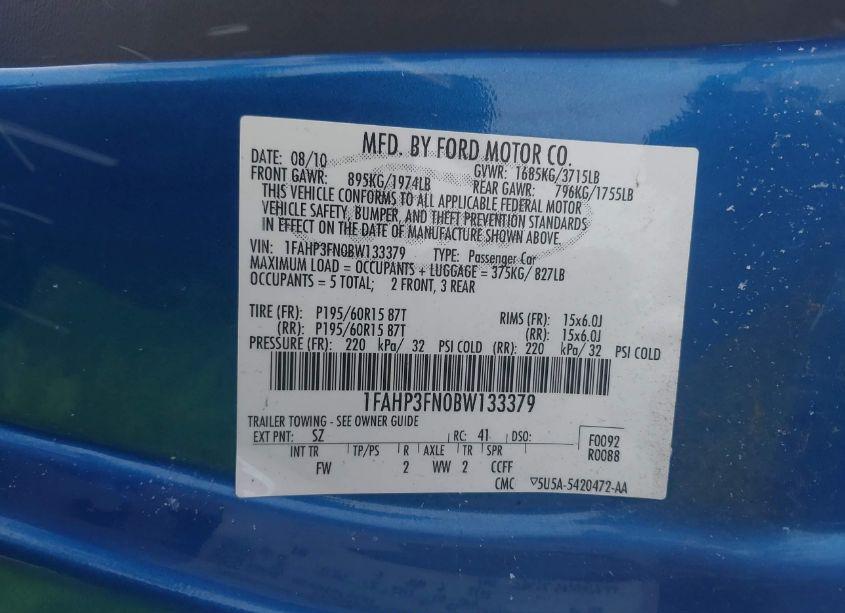 MFD. BY FORD MOTOR CO.
DATE: 08/10 GVWR: 1685KG/3715LB
FRONT GAWR: 895KG/1974LB REAR GAWR: 796KG/1755LB
THIS VEHICLE CONFORMS TO ALL APPLICABLE FEDERAL MOTOR
VEHICLE SAFETY, BUMPER, AND THEFT PREVENTION STANDARDS
IN EFFECT ON THE DATE OF MANUFACTURE SHOWN ABOVE.
VIN: 1FAHP3FN0BW133379 TYPE: Passenger Car
MAXIMUM LOAD = OCCUPANTS + LUGGAGE = 375KG/ 827LB
OCCUPANTS = 5 TOTAL; 2 FRONT, 3 REAR
TIRE (FR): P195/60R15 87T RIMS (FR): 15x6.0J
(RR): P195/60R15 87T (RR): 15x6.0J
PRESSURE (FR): 220 kPa/ 32 PSI COLD (RR): 220 kPa/ 32 PSI COLD
1FAHP3FN0BW133379
TRAILER TOWING - SEE OWNER GUIDE
EXT PNT: SZ RC: 41 DSO: F0092
R0088
INT TR TP/PS R AXLE TR SPR
FW 2 WW 2 CCFF
CMC ▽5U5A-5420472-AA